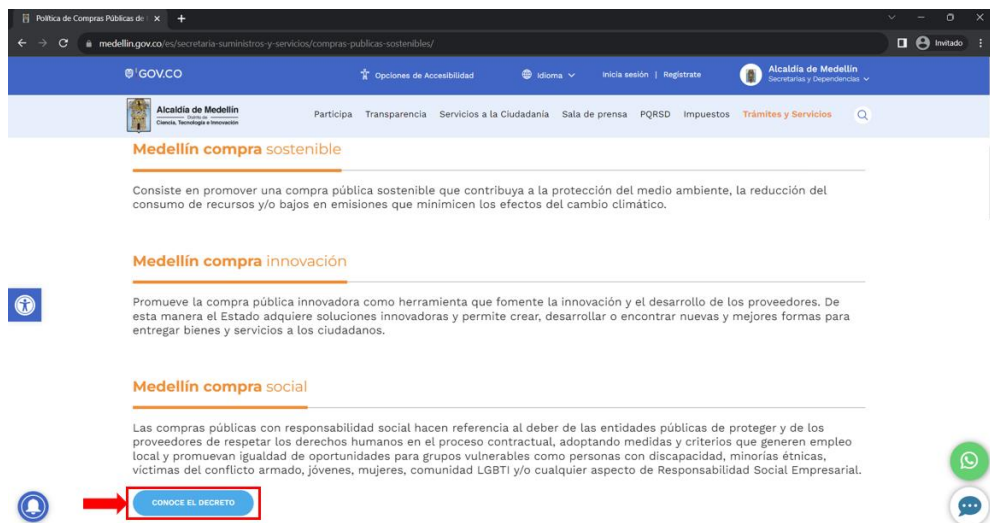 Política de Compras Públicas de
medellin.gov.co/es/secretaria-suministros-y-servicios/compras-publicas-sostenibles/
Invitado
GOV.CO
Opciones de Accesibilidad
Idioma
Inicia sesión | Regístrate
Alcaldía de Medellín
Secretarías y Dependencias
Alcaldía de Medellín
Distrito de
Ciencia, Tecnología e Innovación
Participa Transparencia Servicios a la Ciudadanía Sala de prensa PQRSD Impuestos Trámites y Servicios
Medellín compra sostenible
Consiste en promover una compra pública sostenible que contribuya a la protección del medio ambiente, la reducción del
consumo de recursos y/o bajos en emisiones que minimicen los efectos del cambio climático.
Medellín compra innovación
Promueve la compra pública innovadora como herramienta que fomente la innovación y el desarrollo de los proveedores. De
esta manera el Estado adquiere soluciones innovadoras y permite crear, desarrollar o encontrar nuevas y mejores formas para
entregar bienes y servicios a los ciudadanos.
Medellín compra social
Las compras públicas con responsabilidad social hacen referencia al deber de las entidades públicas de proteger y de los
proveedores de respetar los derechos humanos en el proceso contractual, adoptando medidas y criterios que generen empleo
local y promuevan igualdad de oportunidades para grupos vulnerables como personas con discapacidad, minorías étnicas,
víctimas del conflicto armado, jóvenes, mujeres, comunidad LGBTI y/o cualquier aspecto de Responsabilidad Social Empresarial.
CONOCE EL DECRETO